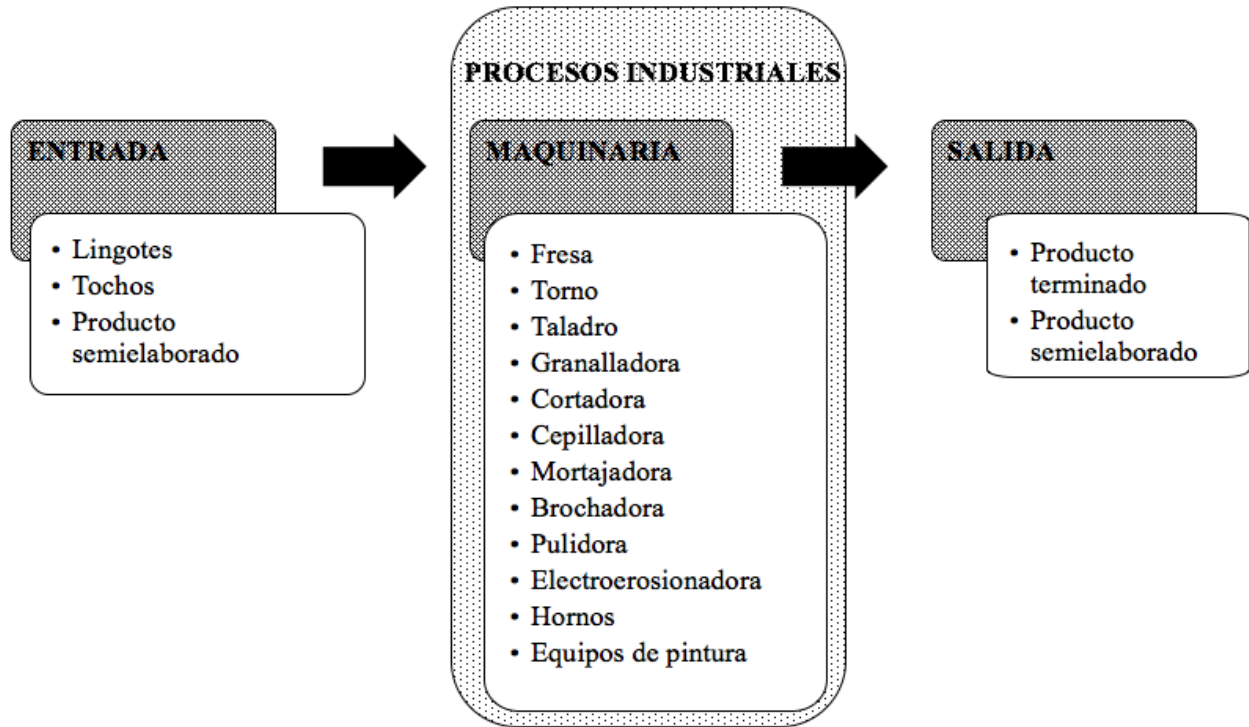 PROCESOS INDUSTRIALES
ENTRADA
• Lingotes
• Tochos
• Producto
semielaborado
MAQUINARIA
• Fresa
• Torno
• Taladro
• Granalladora
• Cortadora
• Cepilladora
• Mortajadora
• Brochadora
• Pulidora
• Electroerosionadora
• Hornos
• Equipos de pintura
SALIDA
• Producto
terminado
• Producto
semielaborado